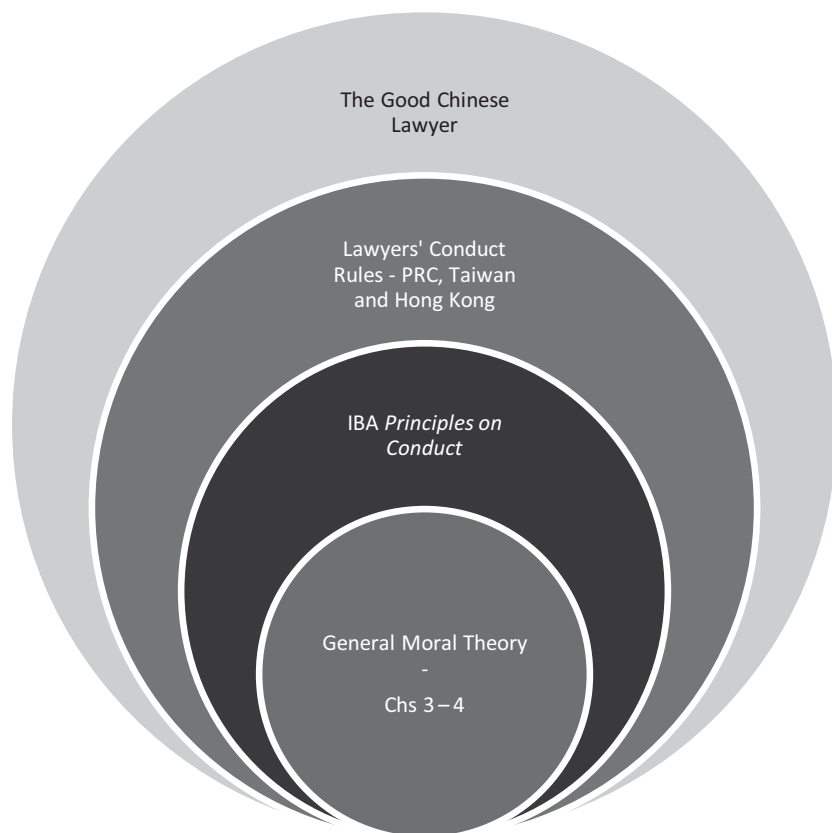 The Good Chinese
Lawyer
Lawyers' Conduct
Rules - PRC, Taiwan
and Hong Kong
IBA Principles on
Conduct
General Moral Theory
-
Chs 3–4